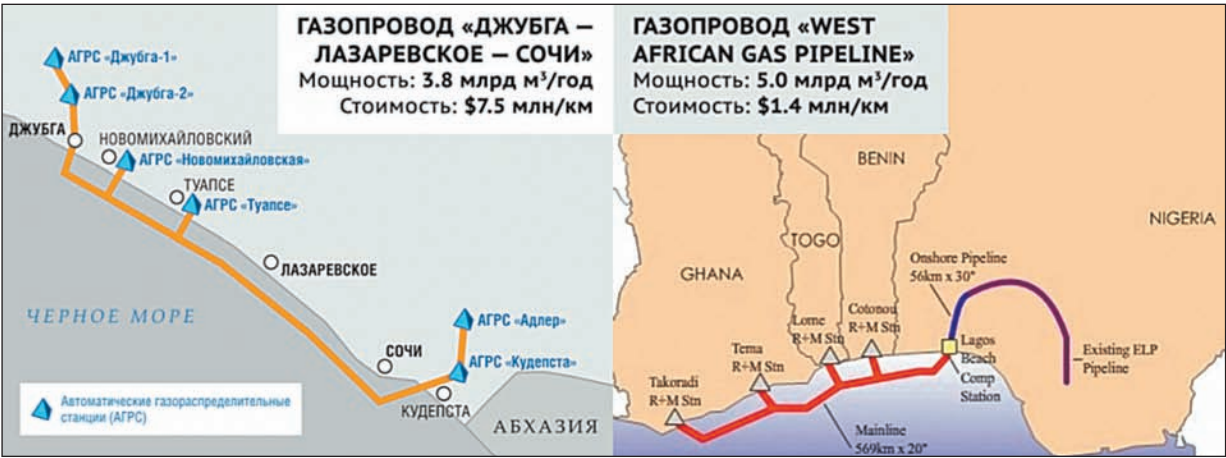 ГАЗОПРОВОД «ДЖУБГА –
ЛАЗАРЕВСКОЕ – СОЧИ»
Мощность: 3.8 млрд м³/год
Стоимость: $7.5 млн/км
АГРС «Джубга-1»
АГРС «Джубга-2»
ДЖУБГА
НОВОМИХАЙЛОВСКИЙ
АГРС «Новомихайловская»
ТУАПСЕ
АГРС «Туапсе»
ЛАЗАРЕВСКОЕ
ЧЕРНОЕ МОРЕ
АГРС «Адлер»
СОЧИ
АГРС «Кудепста»
КУДЕПСТА
АБХАЗИЯ
Автоматические газораспределительные
станции (АГРС)
ГАЗОПРОВОД «WEST
AFRICAN GAS PIPELINE»
Мощность: 5.0 млрд м³/год
Стоимость: $1.4 млн/км
BENIN
NIGERIA
TOGO
GHANA
Onshore Pipeline
56km x 30"
Cotonou
R+M Stn
Lome
R+M Stn
Tema
R+M Stn
Takoradi
R+M Stn
Lagos
Beach
Comp
Station
Existing ELP
Pipeline
Mainline
569km x 20"